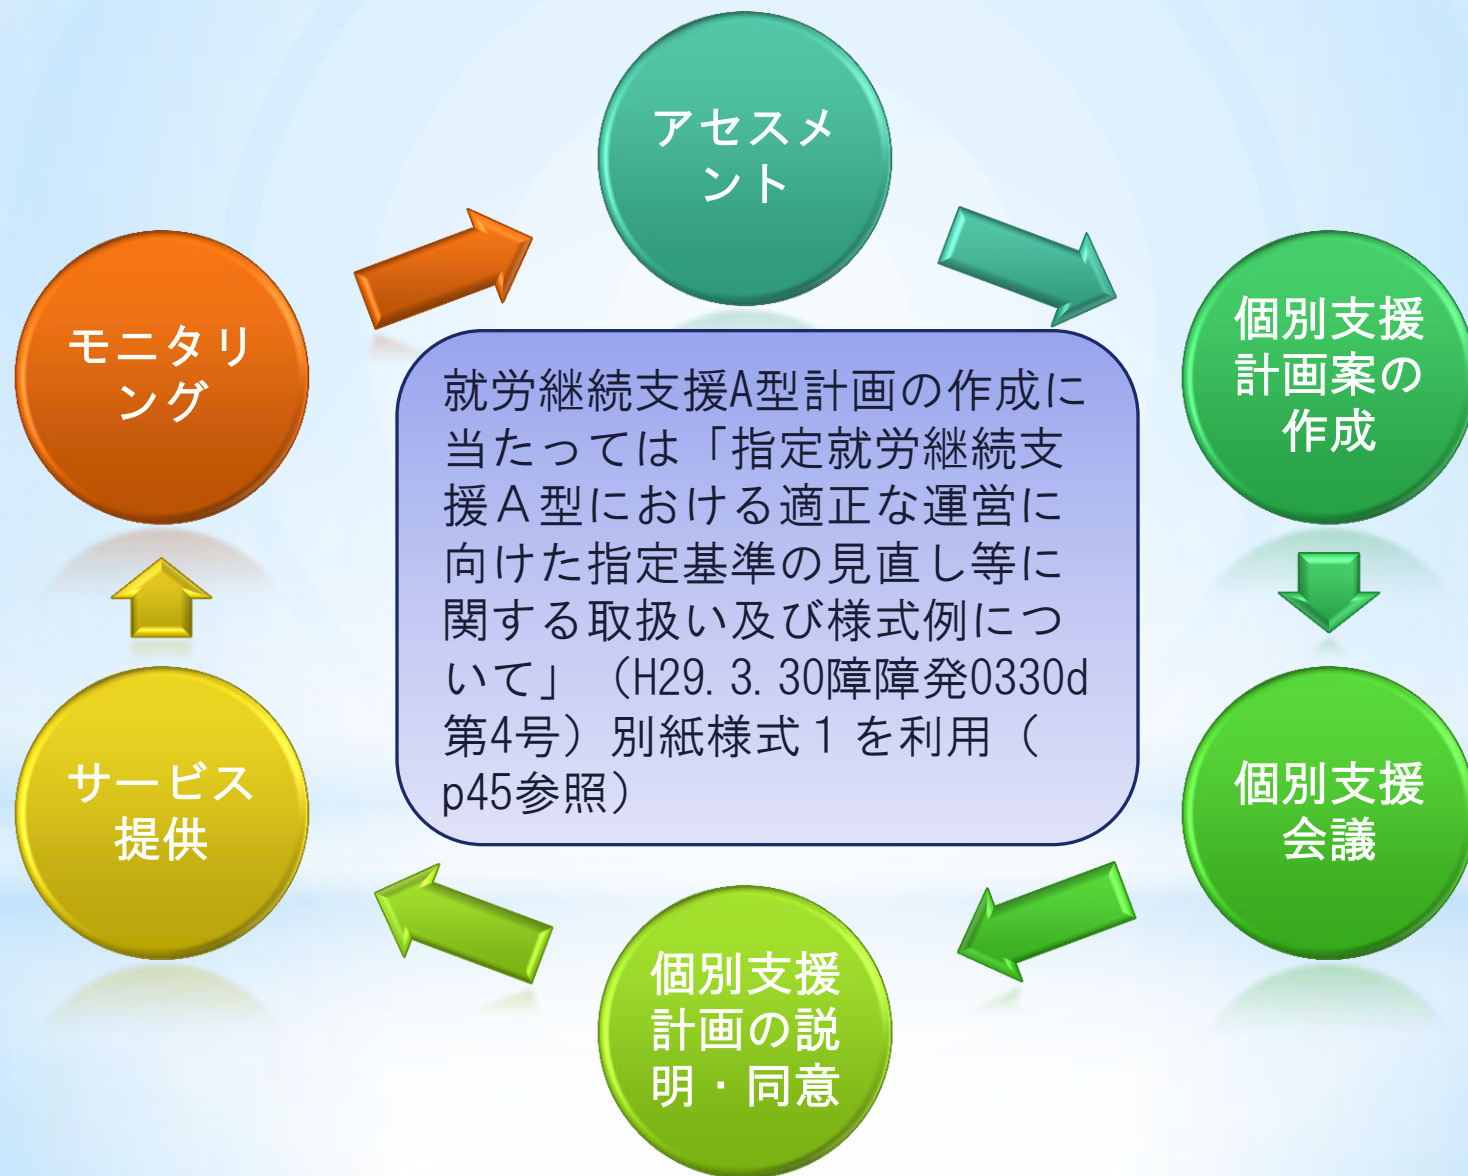 アセスメ
ント
個別支援
計画案の
作成
個別支援
会議
個別支援
計画の説
明・同意
サービス
提供
モニタリ
ング
就労継続支援A型計画の作成に
当たっては「指定就労継続支
援Ａ型における適正な運営に
向けた指定基準の見直し等に
関する取扱い及び様式例につ
いて」（H29.3.30障障発0330d
第4号）別紙様式１を利用（
p45参照）